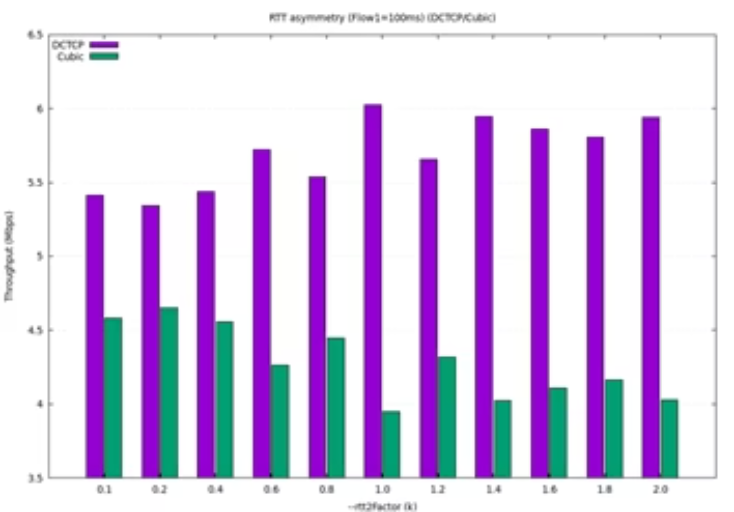 RTT asymmetry (Flow1=100ms) (DCTCP/Cubic)
6.5
DCTCP
Cubic
6
5.5
5
4.5
4
3.5
Throughput (Mbps)
0.1 0.2 0.4 0.6 0.8 1.0 1.2 1.4 1.6 1.8 2.0
--rtt2Factor (k)